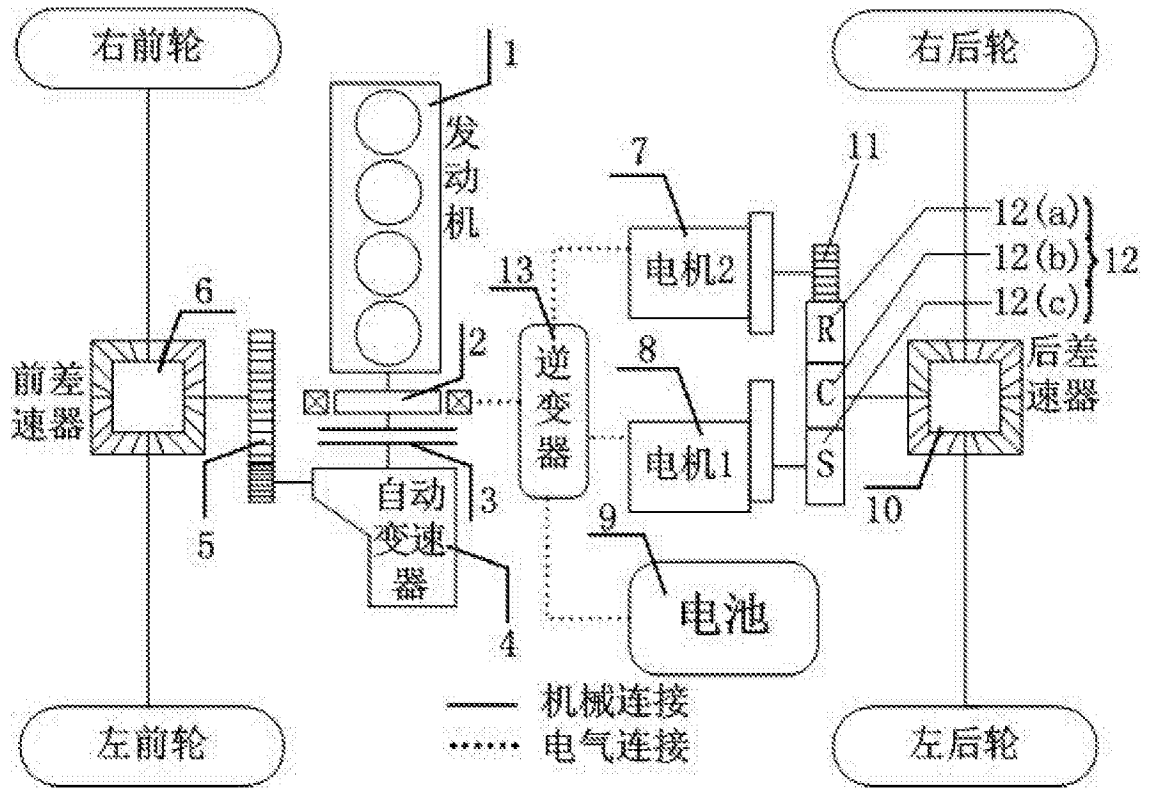 右前轮
右后轮
1
发动机
7
11
12(a)
12(b)
12
12(c)
电机2
6
13
R
2
8
前差速器
逆变器
C
后差速器
电机1
S
自动变速器
3
5
9
10
4
电池
机械连接
电气连接
左前轮
左后轮